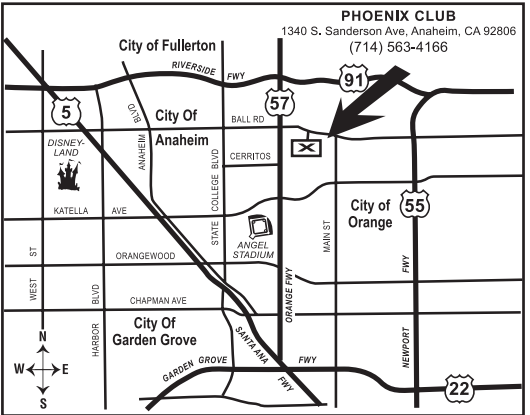 PHOENIX CLUB
1340 S. Sanderson Ave, Anaheim, CA 92806
(714) 563-4166
City of Fullerton
RIVERSIDE FWY
91
5
57
City Of
Anaheim
BLVD
ANAHEIM
BALL RD
X
DISNEY-
LAND
CERRITOS
STATE COLLEGE BLVD
KATELLA AVE
City of
Orange
55
ANGEL
STADIUM
MAIN ST
WEST ST
ORANGEWOOD
HARBOR BLVD
CHAPMAN AVE
ORANGE FWY
NEWPORT FWY
City Of
Garden Grove
SANTA ANA FWY
N
W E
S
GARDEN GROVE FWY
22